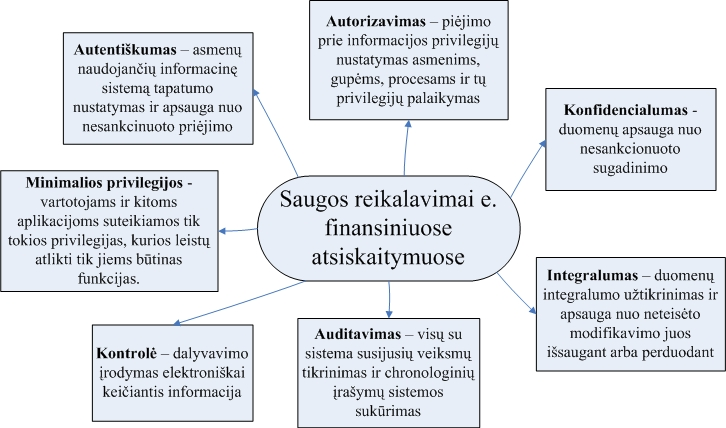 Autentiškumas – asmenų
naudojančių informacinę
sistemą tapatumo
nustatymas ir apsauga nuo
nesankcinuoto priėjimo
Autorizavimas – piėjimo
prie informacijos privilegijų
nustatymas asmenims,
gupėms, procesams ir tų
privilegijų palaikymas
Konfidencialumas -
duomenų apsauga nuo
nesankcionuoto
sugadinimo
Minimalios privilegijos -
vartotojams ir kitoms
aplikacijoms suteikiamos tik
tokios privilegijas, kurios leistų
atlikti tik jiems būtinas
funkcijas.
Saugos reikalavimai e.
finansiniuose
atsiskaitymuose
Integralumas – duomenų
integralumo užtikrinimas ir
apsauga nuo neteisėto
modifikavimo juos
išsaugant arba perduodant
Kontrolė – dalyvavimo
įrodymas elektroniškai
keičiantis informacija
Auditavimas – visų su
sistema susijusių veiksmų
tikrinimas ir chronologinių
įrašymų sistemos
sukūrimas